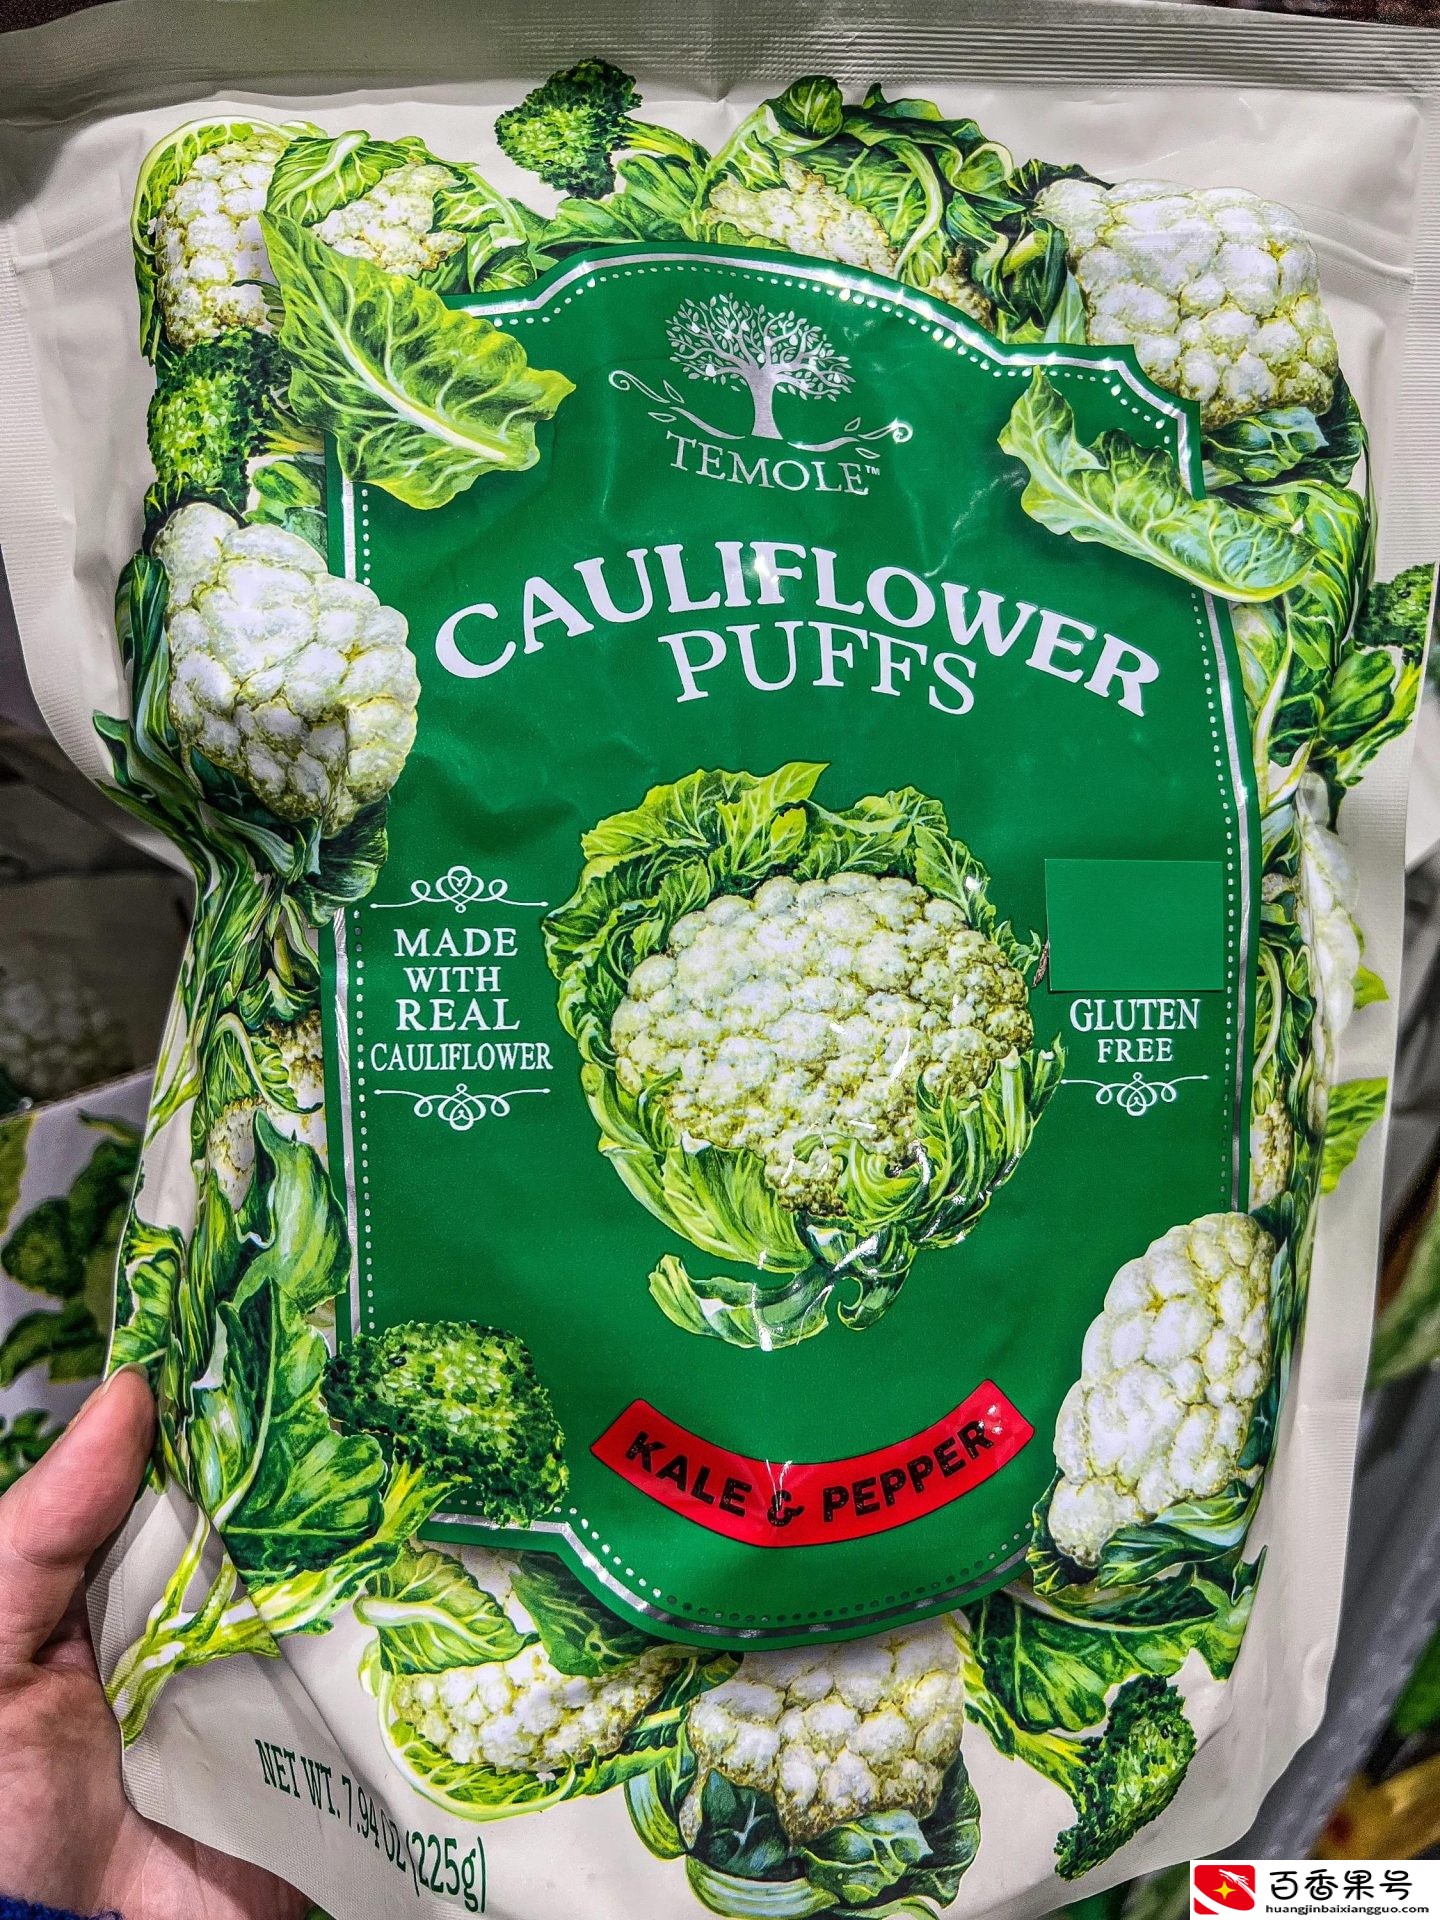 TEMOLE™
CAULIFLOWER
PUFFS
MADE
WITH
REAL
CAULIFLOWER
GLUTEN
FREE
KALE & PEPPER
NET WT. 7.94 OZ (225g)
百香果号
huangjinbaixiangguo.com